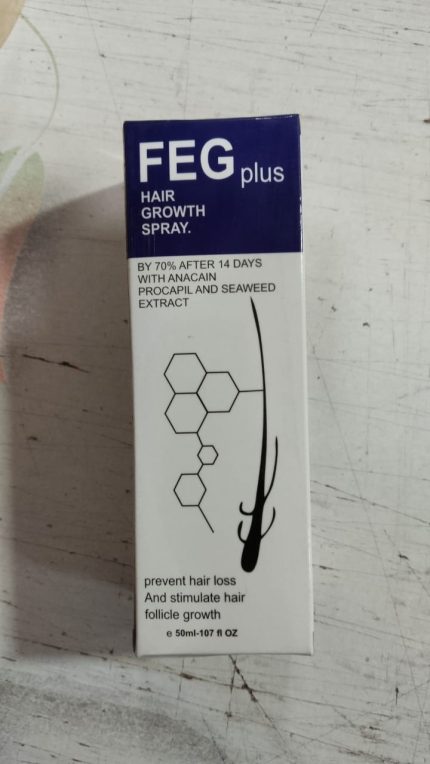 FEG plus
HAIR
GROWTH
SPRAY.
BY 70% AFTER 14 DAYS
WITH ANACAIN
PROCAPIL AND SEAWEED
EXTRACT
prevent hair loss
And stimulate hair
follicle growth
e 50ml-107 fl OZ